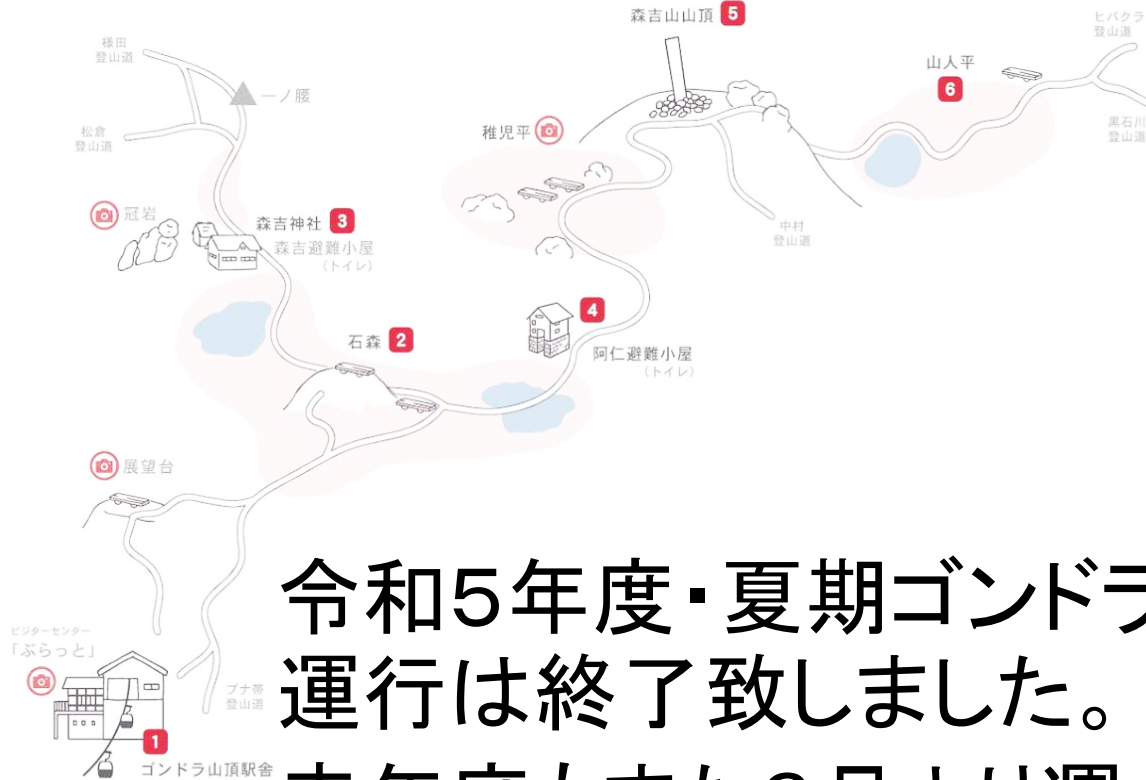 森吉山山頂 5
ヒバクラ
登山道
様田
登山道
山人平
6
一ノ腰
松倉
登山道
稚児平
黒石川
登山道
冠岩
森吉神社 3
森吉避難小屋
(トイレ)
中村
登山道
4
石森 2
阿仁避難小屋
(トイレ)
展望台
令和5年度・夏期ゴンドラ
運行は終了致しました。
ビジターセンター
「ぶらっと」
ブナ帯
登山道
1
ゴンドラ山頂駅舎